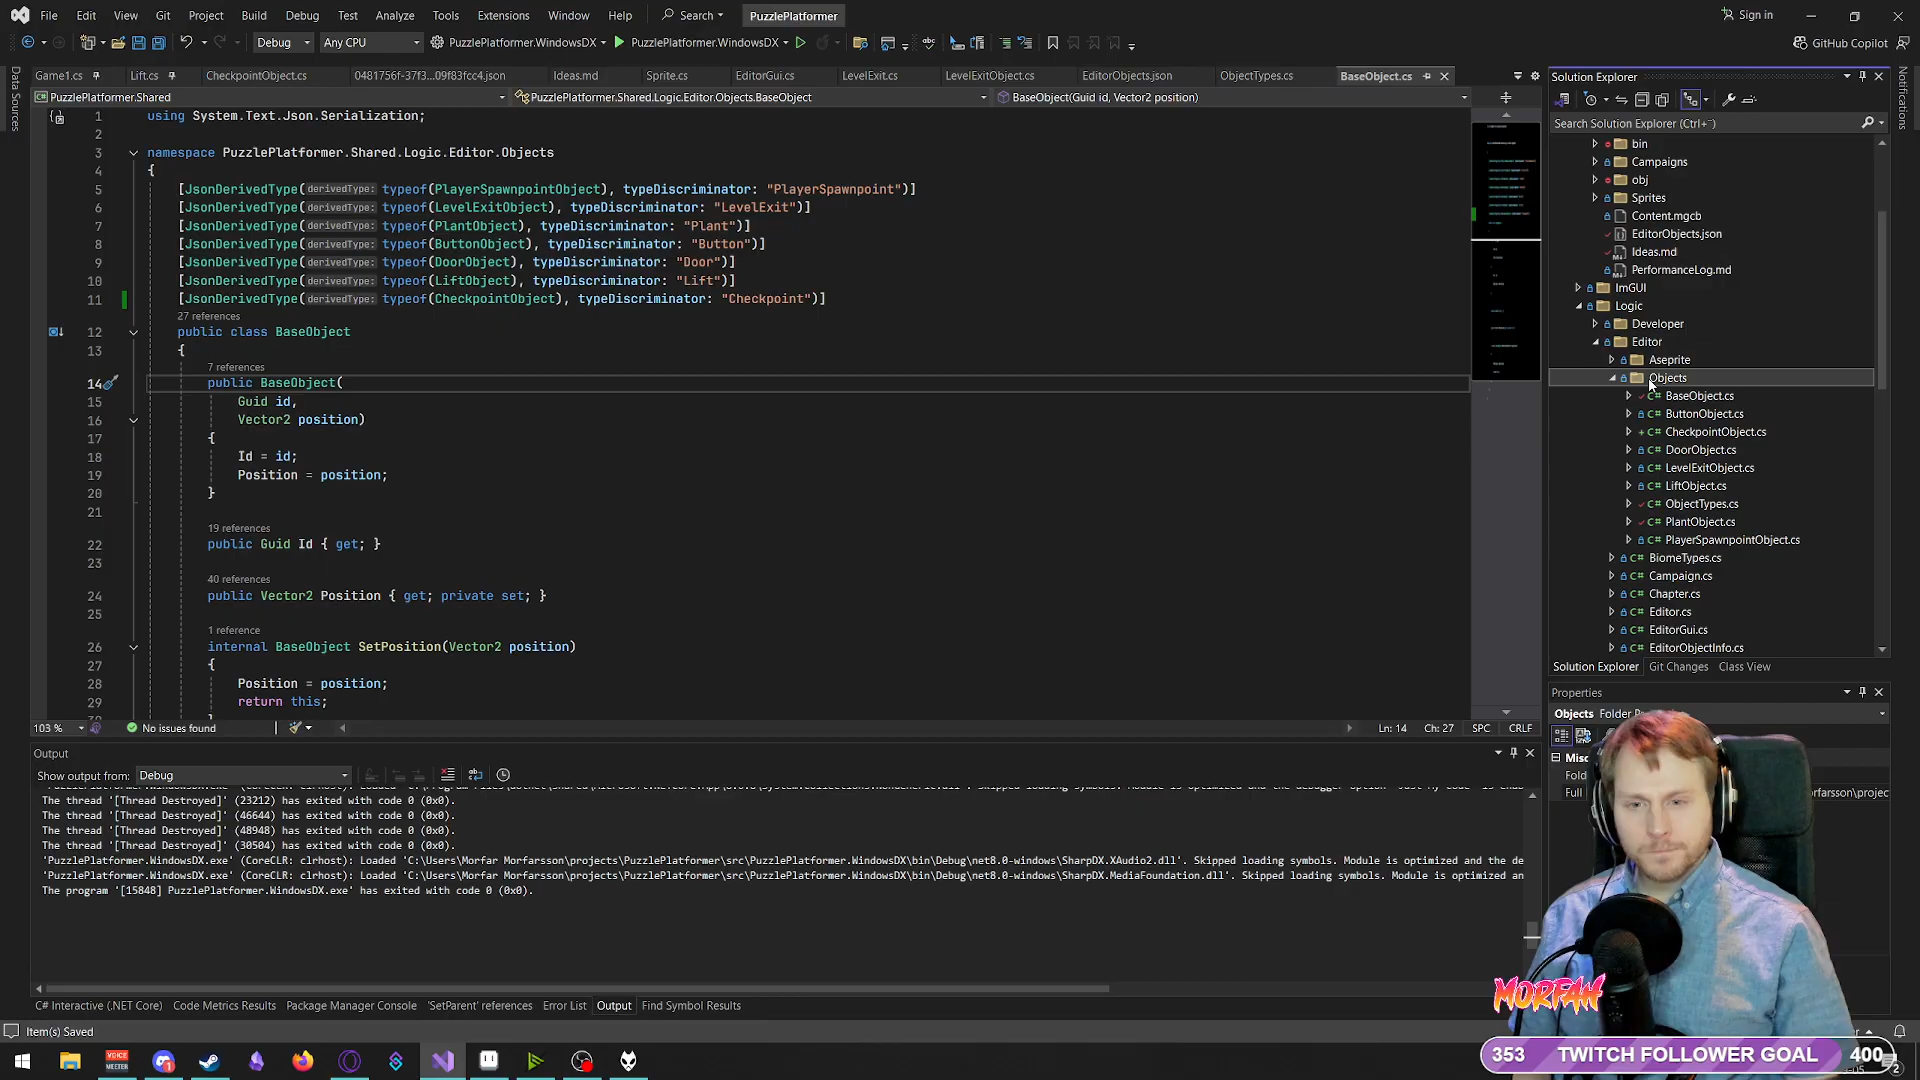 File Edit View Git Project Build Debug Test Analyze Tools Extensions Window Help Search PuzzlePlatformer Sign in
Debug Any CPU PuzzlePlatformer.WindowsDX PuzzlePlatformer.WindowsDX GitHub Copilot
Data Sources
Notifications
Game1.cs Lift.cs CheckpointObject.cs 0481756f-37f3...09f83fcc4.json Ideas.md Sprite.cs EditorGui.cs LevelExit.cs LevelExitObject.cs EditorObjects.json ObjectTypes.cs BaseObject.cs
PuzzlePlatformer.Shared PuzzlePlatformer.Shared.Logic.Editor.Objects.BaseObject BaseObject(Guid id, Vector2 position)
1 using System.Text.Json.Serialization;
2
3 namespace PuzzlePlatformer.Shared.Logic.Editor.Objects
4 {
5 [JsonDerivedType(derivedType: typeof(PlayerSpawnpointObject), typeDiscriminator: "PlayerSpawnpoint")]
6 [JsonDerivedType(derivedType: typeof(LevelExitObject), typeDiscriminator: "LevelExit")]
7 [JsonDerivedType(derivedType: typeof(PlantObject), typeDiscriminator: "Plant")]
8 [JsonDerivedType(derivedType: typeof(ButtonObject), typeDiscriminator: "Button")]
9 [JsonDerivedType(derivedType: typeof(DoorObject), typeDiscriminator: "Door")]
10 [JsonDerivedType(derivedType: typeof(LiftObject), typeDiscriminator: "Lift")]
11 [JsonDerivedType(derivedType: typeof(CheckpointObject), typeDiscriminator: "Checkpoint")]
27 references
12 public class BaseObject
13 {
7 references
14 public BaseObject(
15 Guid id,
16 Vector2 position)
17 {
18 Id = id;
19 Position = position;
20 }
21
19 references
22 public Guid Id { get; }
23
40 references
24 public Vector2 Position { get; private set; }
25
1 reference
26 internal BaseObject SetPosition(Vector2 position)
27 {
28 Position = position;
29 return this;
103 % No issues found Ln: 14 Ch: 27 SPC CRLF
Solution Explorer
Search Solution Explorer (Ctrl+¨)
bin
Campaigns
obj
Sprites
Content.mgcb
EditorObjects.json
Ideas.md
PerformanceLog.md
ImGUI
Logic
Developer
Editor
Aseprite
Objects
BaseObject.cs
ButtonObject.cs
CheckpointObject.cs
DoorObject.cs
LevelExitObject.cs
LiftObject.cs
ObjectTypes.cs
PlantObject.cs
PlayerSpawnpointObject.cs
BiomeTypes.cs
Campaign.cs
Chapter.cs
Editor.cs
EditorGui.cs
EditorObjectInfo.cs
Solution Explorer Git Changes Class View
Properties
Objects Folder
Misc
Fold
Full
Output
Show output from: Debug
The thread '[Thread Destroyed]' (23212) has exited with code 0 (0x0).
The thread '[Thread Destroyed]' (46644) has exited with code 0 (0x0).
The thread '[Thread Destroyed]' (48948) has exited with code 0 (0x0).
The thread '[Thread Destroyed]' (30504) has exited with code 0 (0x0).
'PuzzlePlatformer.WindowsDX.exe' (CoreCLR: clrhost): Loaded 'C:\Users\Morfar Morfarsson\projects\PuzzlePlatformer\src\PuzzlePlatformer.WindowsDX\bin\Debug\net8.0-windows\SharpDX.XAudio2.dll'. Skipped loading symbols. Module is optimized and the de
'PuzzlePlatformer.WindowsDX.exe' (CoreCLR: clrhost): Loaded 'C:\Users\Morfar Morfarsson\projects\PuzzlePlatformer\src\PuzzlePlatformer.WindowsDX\bin\Debug\net8.0-windows\SharpDX.MediaFoundation.dll'. Skipped loading symbols. Module is optimized an
The program '[15848] PuzzlePlatformer.WindowsDX.exe' has exited with code 0 (0x0).
C# Interactive (.NET Core) Code Metrics Results Package Manager Console 'SetParent' references Error List Output Find Symbol Results
Item(s) Saved
MORFAH
353 TWITCH FOLLOWER GOAL 400